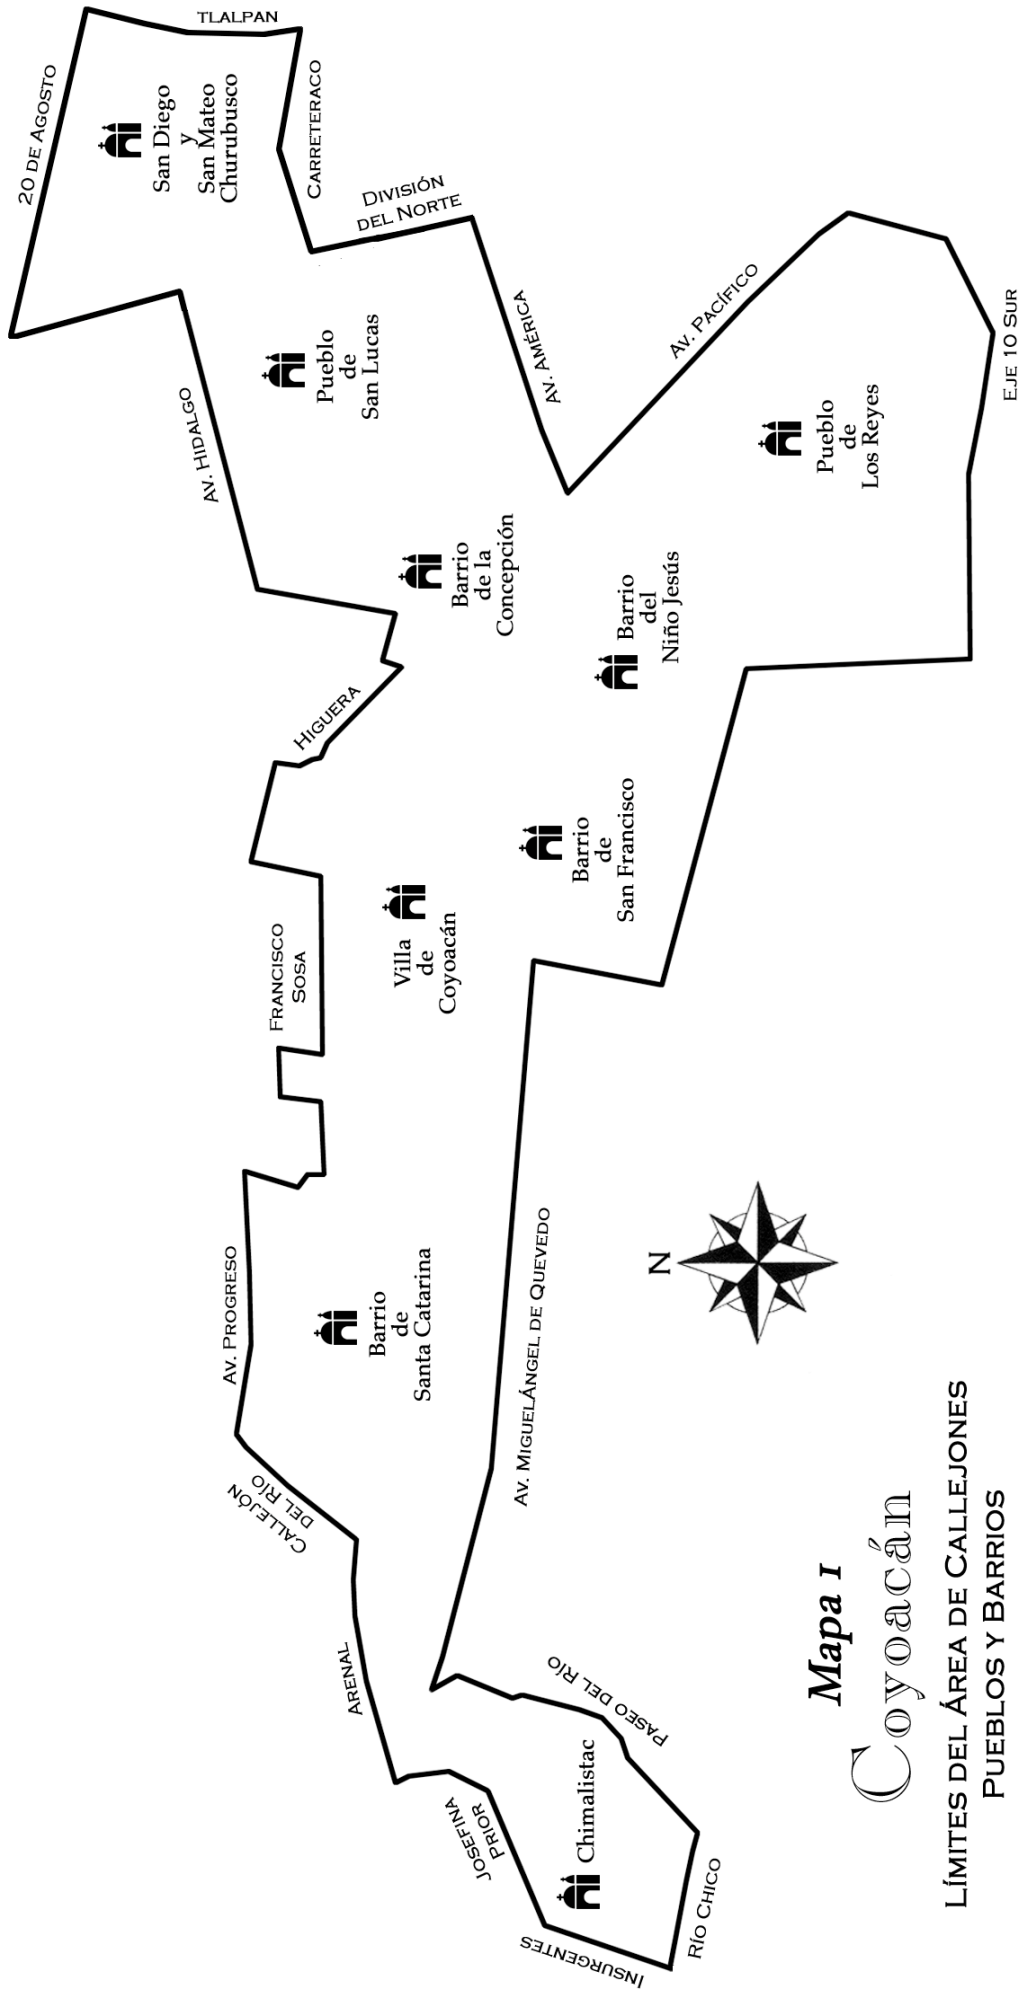 20 DE AGOSTO
TLALPAN
San Diego
y
San Mateo
Churubusco
CARRETERACO
DIVISIÓN
DEL NORTE
AV. HIDALGO
Pueblo
de
San Lucas
AV. AMÉRICA
AV. PACÍFICO
Pueblo
de
Los Reyes
EJE 10 SUR
Barrio
de la
Concepción
Barrio
del
Niño Jesús
HIGUERA
Barrio
de
San Francisco
Villa
de
Coyoacán
FRANCISCO
SOSA
AV. PROGRESO
Barrio
de
Santa Catarina
AV. MIGUELÁNGEL DE QUEVEDO
CALLEJÓN
DEL RÍO
ARENAL
PASEO DEL RÍO
JOSEFINA
PRIOR
Chimalistac
INSURGENTES
RÍO CHICO
N
Mapa 1
Coyoacán
LÍMITES DEL ÁREA DE CALLEJONES
PUEBLOS Y BARRIOS